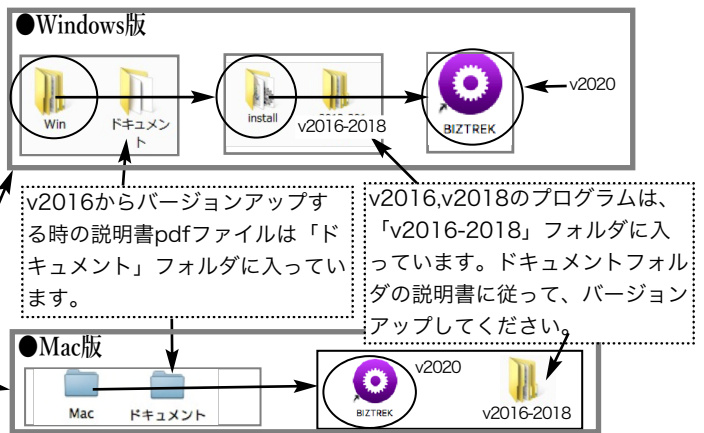 ●Windows版
Win
ドキュメン
ト
install
v2016-2018
BIZTREK
v2020
v2016からバージョンアップす
る時の説明書pdfファイルは「ド
キュメント」フォルダに入ってい
ます。
v2016,v2018のプログラムは、
「v2016-2018」フォルダに入
っています。ドキュメントフォル
ダの説明書に従って、バージョン
アップしてください。
●Mac版
Mac
ドキュメント
BIZTREK
v2020
v2016-2018